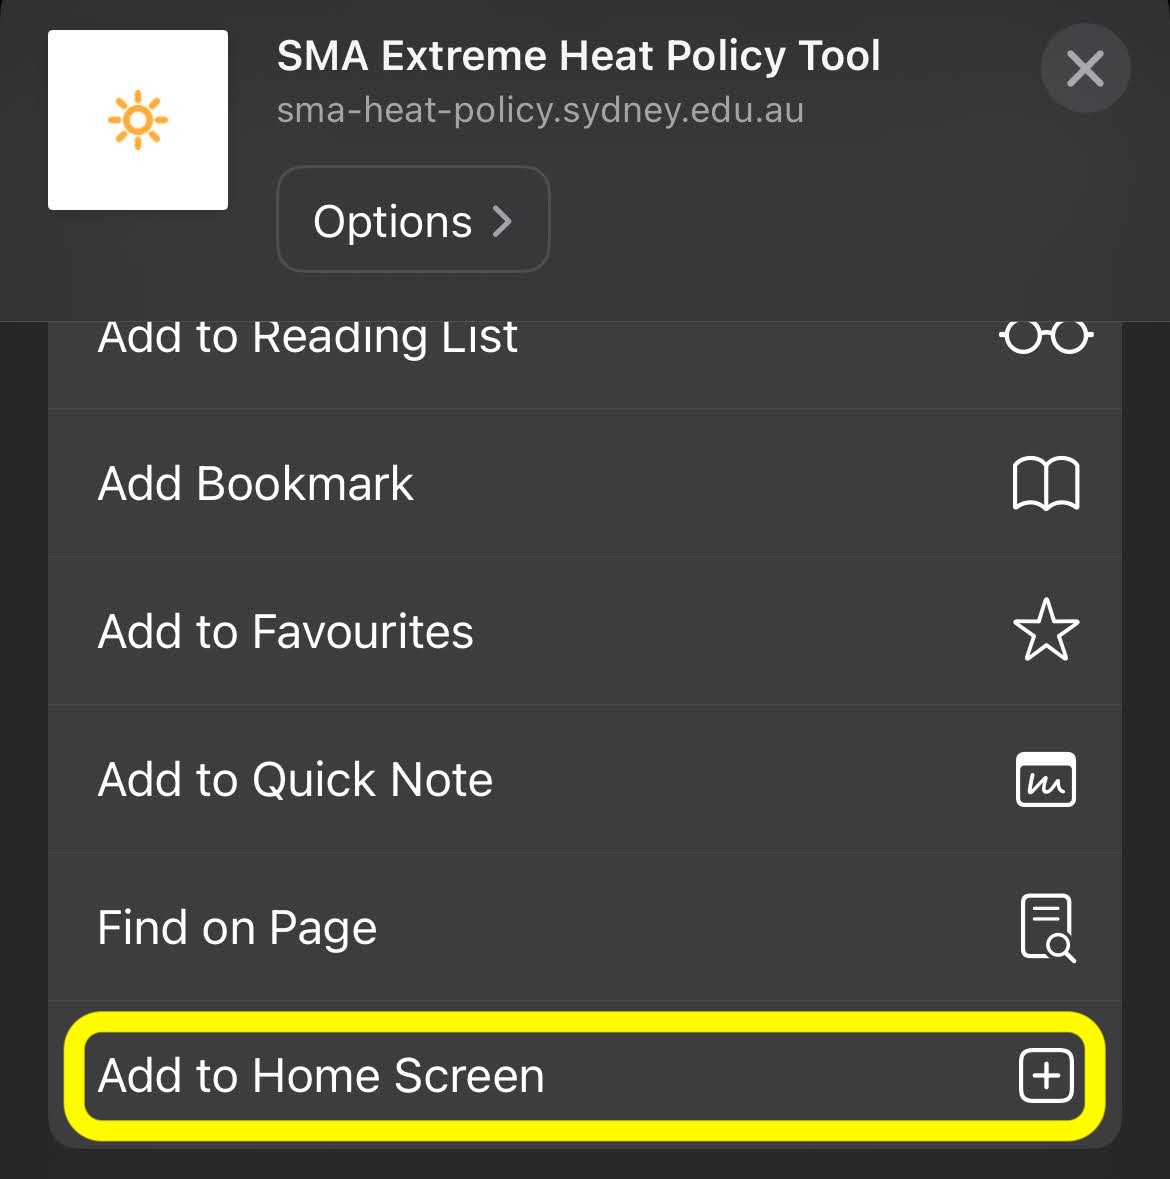 SMA Extreme Heat Policy Tool
sma-heat-policy.sydney.edu.au
Options
Add to Reading List
Add Bookmark
Add to Favourites
Add to Quick Note
Find on Page
Add to Home Screen